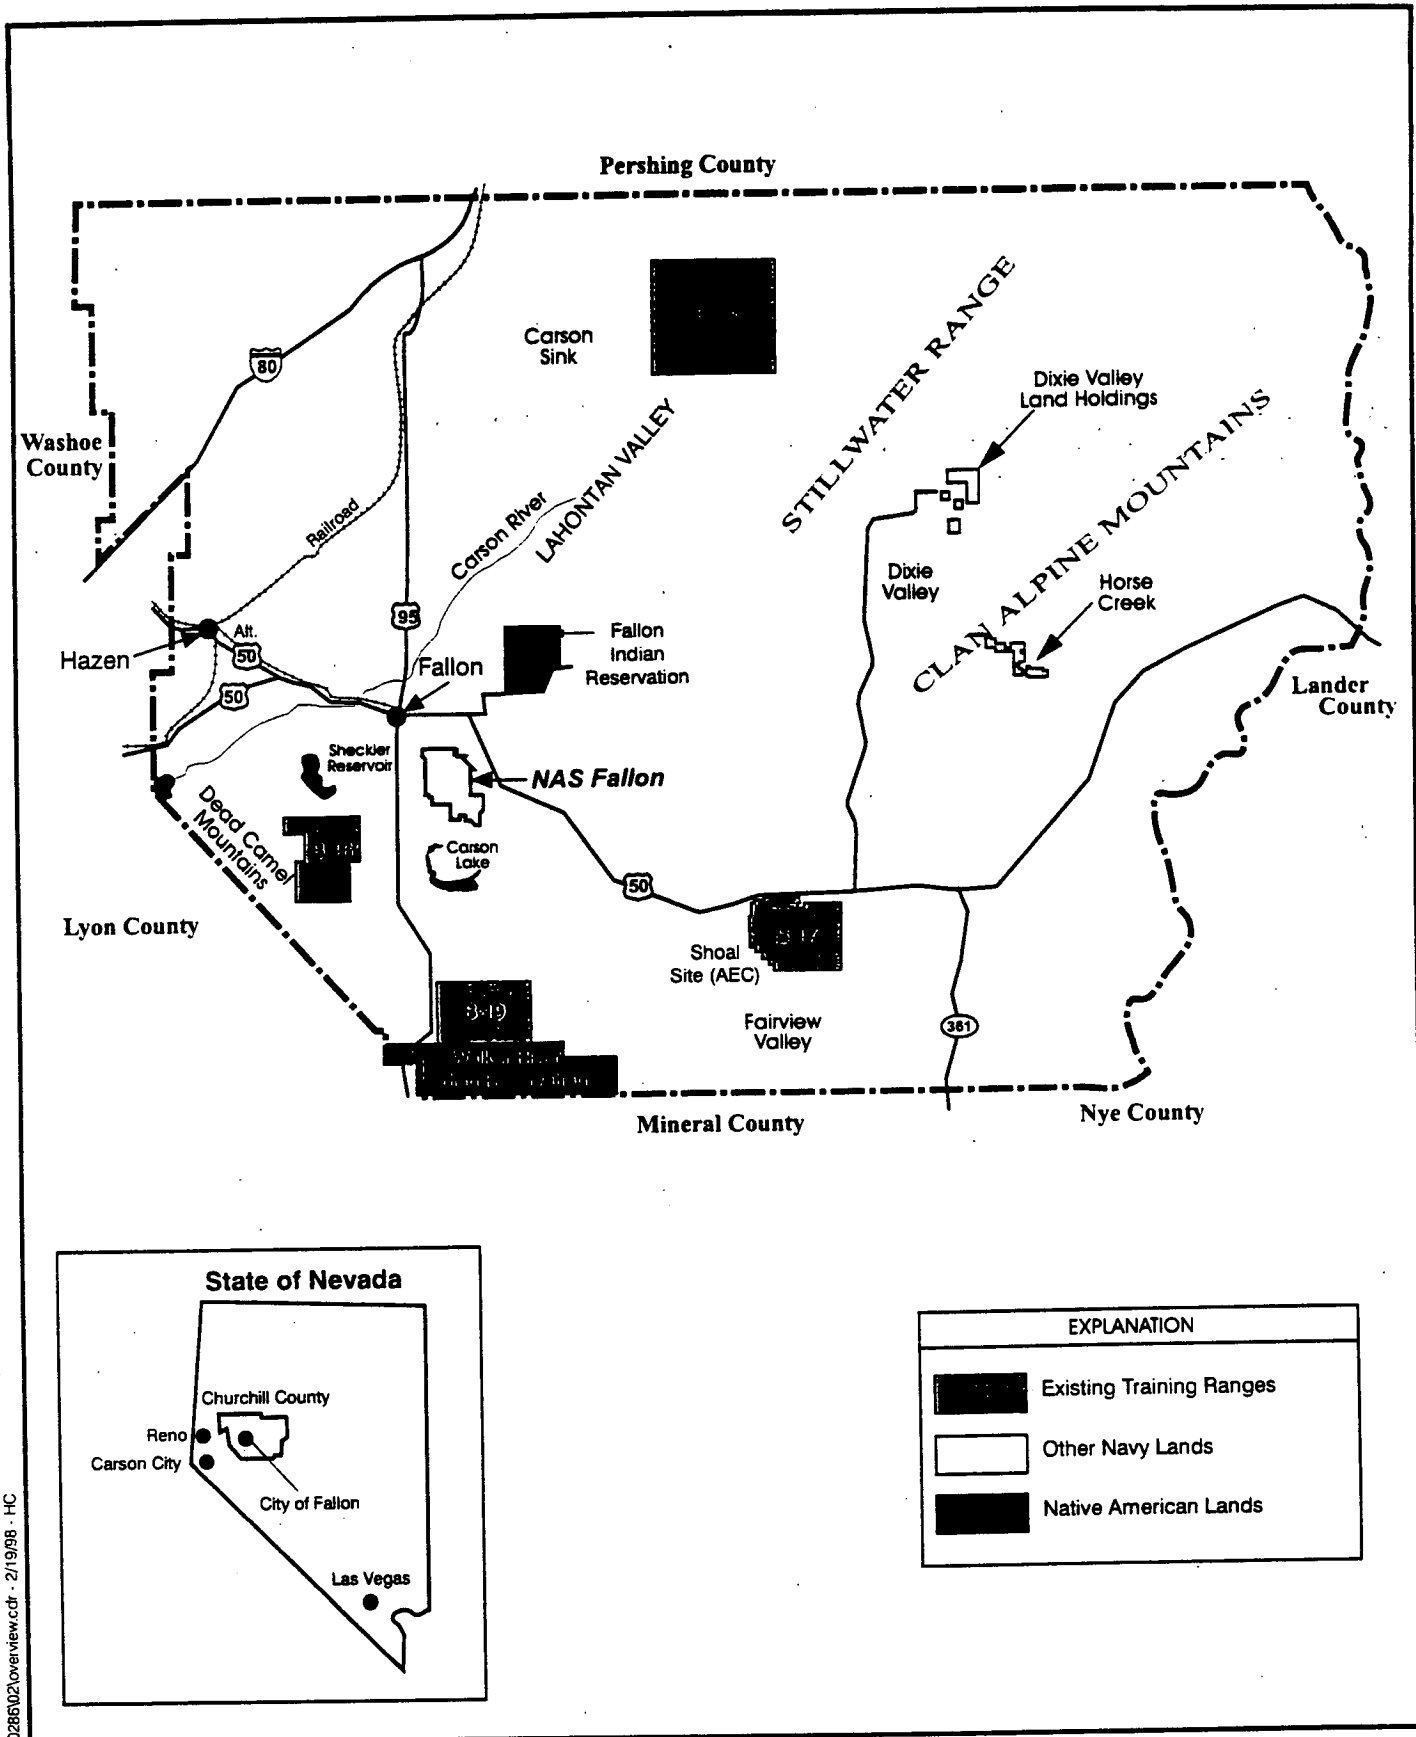 Pershing County
Carson
Sink
STILLWATER RANGE
80
Dixie Valley
Land Holdings
Washoe
County
LAHONTAN VALLEY
CLAN ALPINE MOUNTAINS
Railroad
Carson River
Dixie
Valley
Horse
Creek
95
Alt.
50
Hazen
Fallon
Indian
Reservation
Fallon
50
Lander
County
Sheckler
Reservoir
NAS Fallon
Dead Camel
Mountains
Carson
Lake
50
Lyon County
Shoal
Site (AEC)
B-17
B-19
Fairview
Valley
361
Mineral County
Nye County
State of Nevada
Churchill County
Reno
Carson City
City of Fallon
Las Vegas
EXPLANATION
Existing Training Ranges
Other Navy Lands
Native American Lands
0286\02\overview.cdr - 2/19/98 - HC